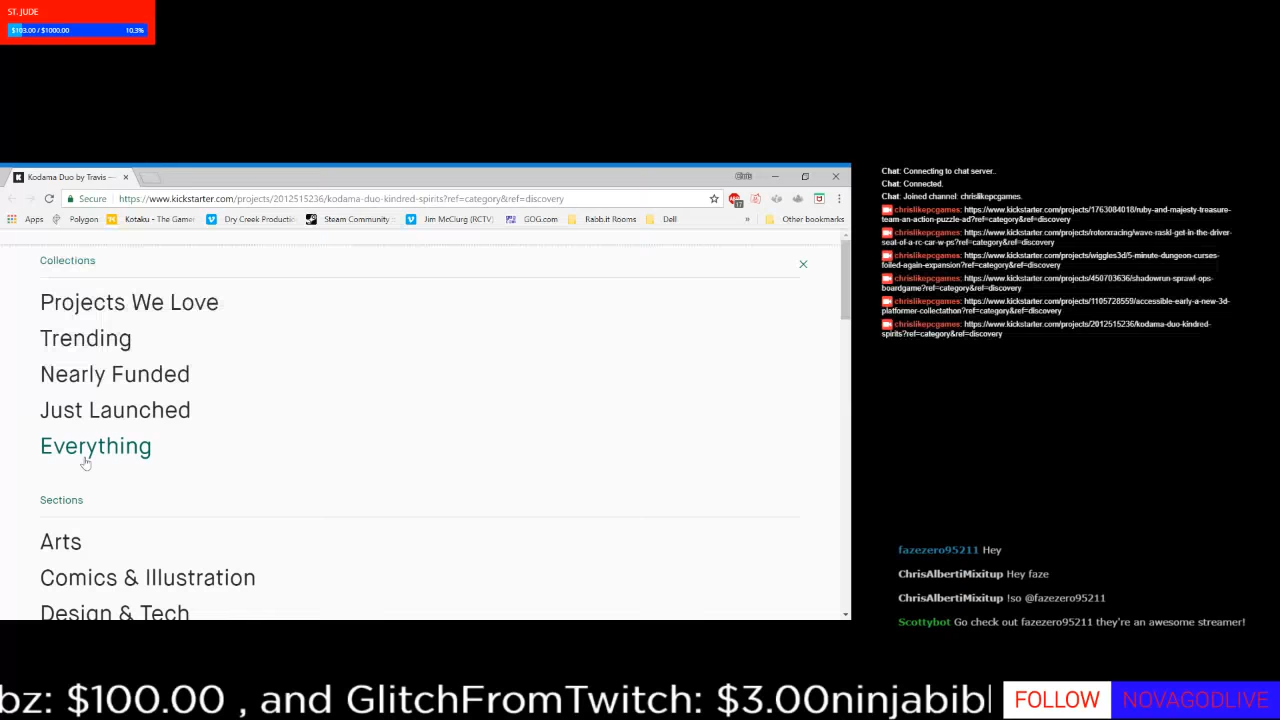 ST. JUDE
$103.00 / $1000.00 10.3%
Kodama Duo by Travis —
Chris
Secure https://www.kickstarter.com/projects/2012515236/kodama-duo-kindred-spirits?ref=category&ref=discovery
Apps Polygon Kotaku - The Game Dry Creek Productio Steam Community :: Jim McClurg (RCTV) GOG.com Rabb.it Rooms Dell » Other bookmarks
Collections
Projects We Love
Trending
Nearly Funded
Just Launched
Everything
Sections
Arts
Comics & Illustration
Design & Tech
Chat: Connecting to chat server..
Chat: Connected.
Chat: Joined channel: chrislikepcgames.
chrislikepcgames: https://www.kickstarter.com/projects/1763084018/ruby-and-majesty-treasure-
team-an-action-puzzle-ad?ref=category&ref=discovery
chrislikepcgames: https://www.kickstarter.com/projects/rotorxracing/wave-raskl-get-in-the-driver-
seat-of-a-rc-car-w-ps?ref=category&ref=discovery
chrislikepcgames: https://www.kickstarter.com/projects/wiggles3d/5-minute-dungeon-curses-
foiled-again-expansion?ref=category&ref=discovery
chrislikepcgames: https://www.kickstarter.com/projects/450703636/shadowrun-sprawl-ops-
boardgame?ref=category&ref=discovery
chrislikepcgames: https://www.kickstarter.com/projects/1105728559/accessible-early-a-new-3d-
platformer-collectathon?ref=category&ref=discovery
chrislikepcgames: https://www.kickstarter.com/projects/2012515236/kodama-duo-kindred-
spirits?ref=category&ref=discovery
fazezero95211 Hey
ChrisAlbertiMixitup Hey faze
ChrisAlbertiMixitup !so @fazezero95211
Scottybot Go check out fazezero95211 they're an awesome streamer!
bz: $100.00 , and GlitchFromTwitch: $3.00ninjabibl
FOLLOW NOVAGODLIVE